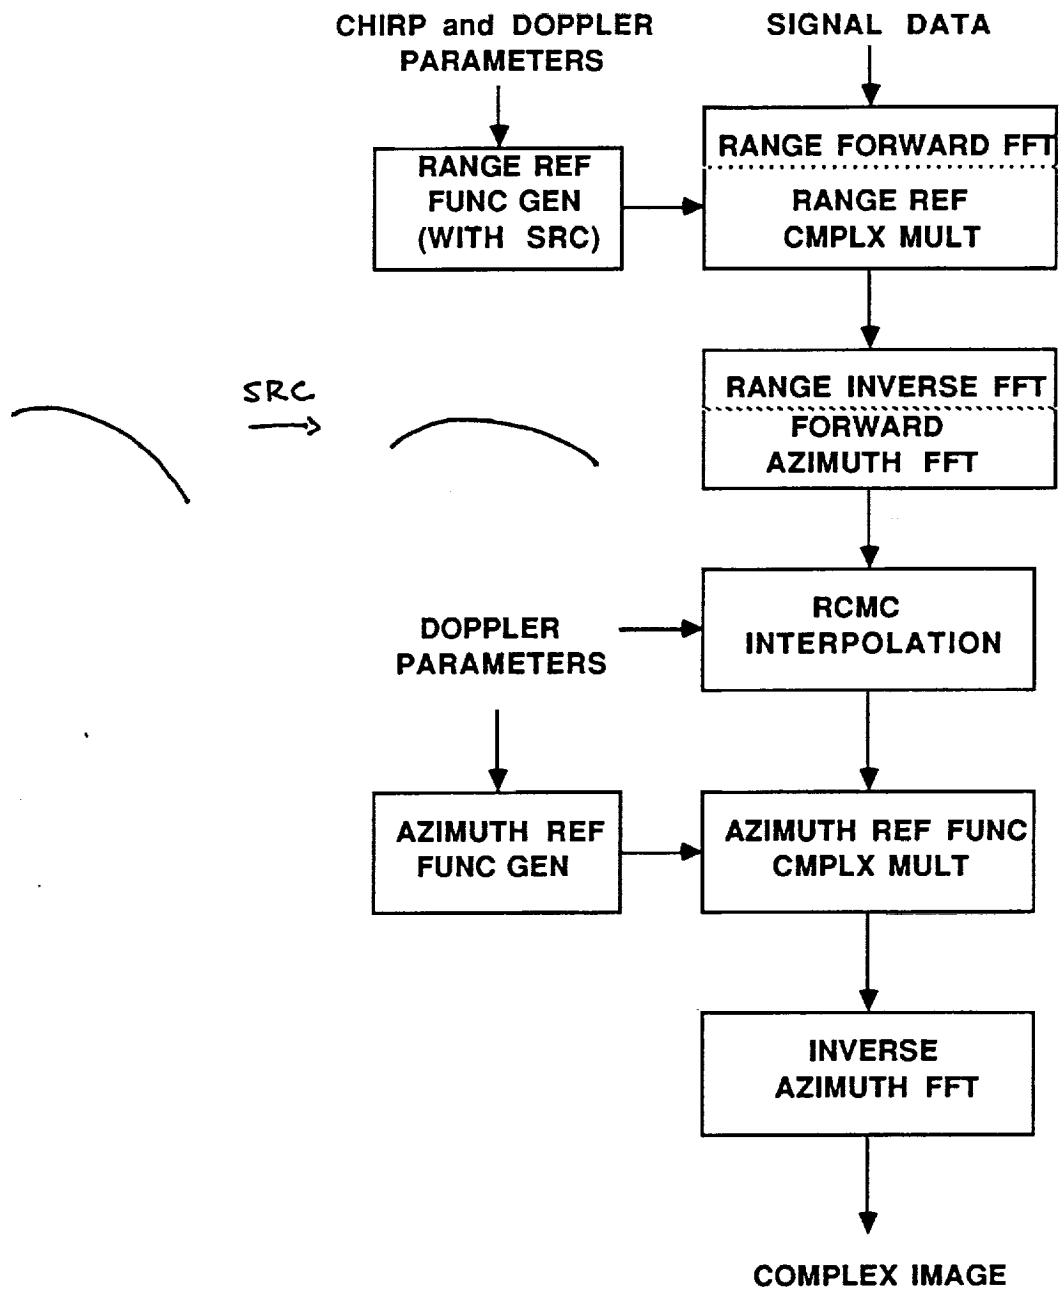 CHIRP and DOPPLER
PARAMETERS
SIGNAL DATA
RANGE REF
FUNC GEN
(WITH SRC)
RANGE FORWARD FFT
RANGE REF
CMPLX MULT
SRC
RANGE INVERSE FFT
FORWARD
AZIMUTH FFT
DOPPLER
PARAMETERS
RCMC
INTERPOLATION
AZIMUTH REF
FUNC GEN
AZIMUTH REF FUNC
CMPLX MULT
INVERSE
AZIMUTH FFT
COMPLEX IMAGE